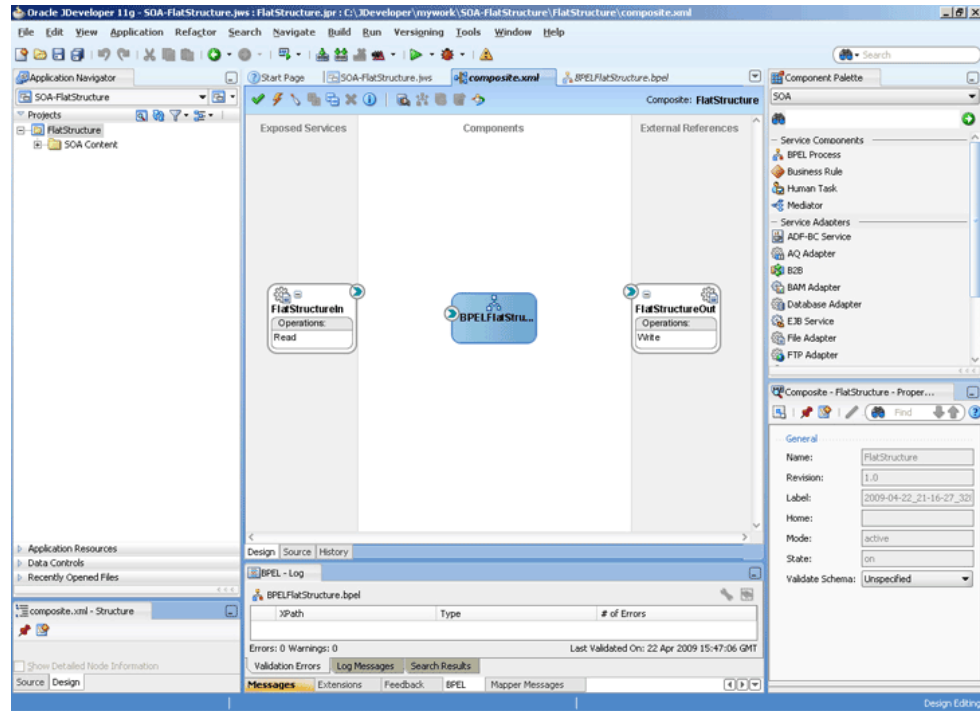 Oracle JDeveloper 11g - SOA-FlatStructure.jws : FlatStructure.jpr : C:\JDeveloper\mywork\SOA-FlatStructure\FlatStructure\composite.xml
File Edit View Application Refactor Search Navigate Build Run Versioning Tools Window Help
Search
Application Navigator
Start Page SOA-FlatStructure.jws composite.xml BPELFlatStructure.bpel
Component Palette
SOA-FlatStructure
Composite: FlatStructure
SOA
Projects
FlatStructure
SOA Content
Exposed Services Components External References
Service Components
BPEL Process
Business Rule
Human Task
Mediator
Service Adapters
ADF-BC Service
AQ Adapter
B2B
BAM Adapter
Database Adapter
EJB Service
File Adapter
FTP Adapter
FlatStructureIn
Operations:
Read
BPELFlatStru...
FlatStructureOut
Operations:
Write
Composite - FlatStructure - Proper...
Find
General
Name: FlatStructure
Revision: 1.0
Label: 2009-04-22_21-16-27_328
Home:
Mode: active
State: on
Validate Schema: Unspecified
Application Resources
Data Controls
Recently Opened Files
Design Source History
BPEL - Log
BPELFlatStructure.bpel
XPath Type # of Errors
Errors: 0 Warnings: 0 Last Validated On: 22 Apr 2009 15:47:06 GMT
Validation Errors Log Messages Search Results
Messages Extensions Feedback BPEL Mapper Messages
composite.xml - Structure
Show Detailed Node Information
Source Design
Design Editing